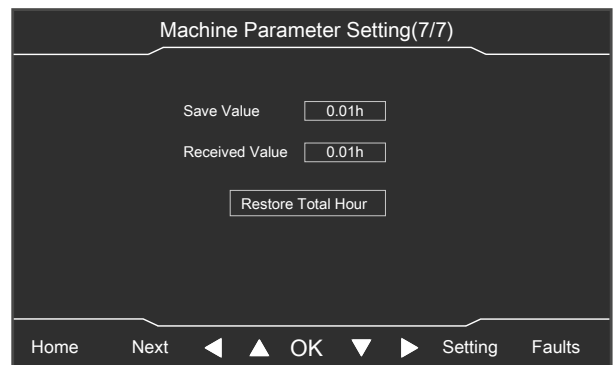 Machine Parameter Setting(7/7)
Save Value 0.01h
Received Value 0.01h
Restore Total Hour
Home Next OK Setting Faults